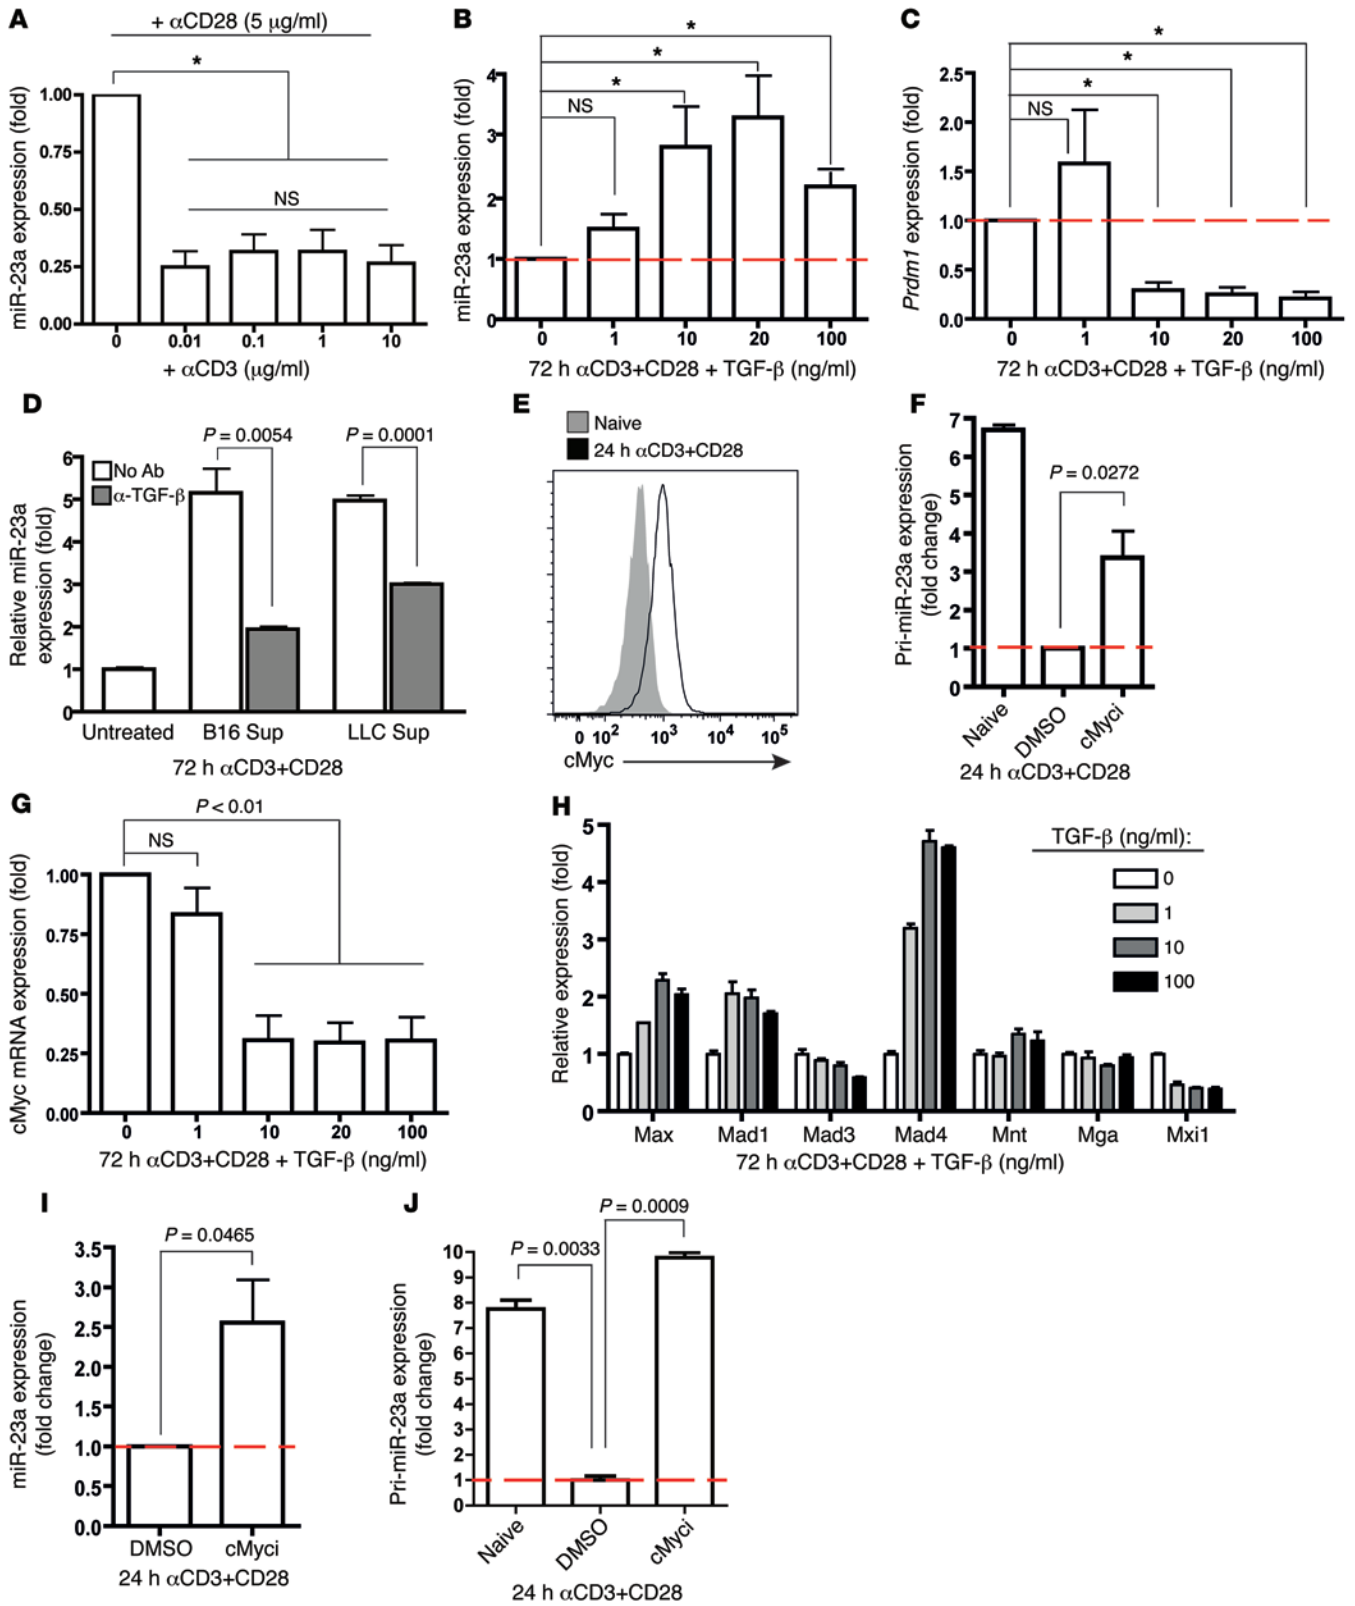 A
+ αCD28 (5 μg/ml)
*
NS
miR-23a expression (fold)
1.00
0.75
0.50
0.25
0.00
0 0.01 0.1 1 10
+ αCD3 (μg/ml)
B
*
*
*
NS
miR-23a expression (fold)
4
3
2
1
0
0 1 10 20 100
72 h αCD3+CD28 + TGF-β (ng/ml)
C
*
*
*
NS
Prdm1 expression (fold)
2.5
2.0
1.5
1.0
0.5
0.0
0 1 10 20 100
72 h αCD3+CD28 + TGF-β (ng/ml)
D
P = 0.0054 P = 0.0001
No Ab
α-TGF-β
Relative miR-23a
expression (fold)
6
5
4
3
2
1
0
Untreated B16 Sup LLC Sup
72 h αCD3+CD28
E
Naive
24 h αCD3+CD28
0 10² 10³ 10⁴ 10⁵
cMyc
F
P = 0.0272
Pri-miR-23a expression
(fold change)
7
6
5
4
3
2
1
0
Naive DMSO cMyci
24 h αCD3+CD28
G
P < 0.01
NS
cMyc mRNA expression (fold)
1.00
0.75
0.50
0.25
0.00
0 1 10 20 100
72 h αCD3+CD28 + TGF-β (ng/ml)
H
TGF-β (ng/ml):
0
1
10
100
Relative expression (fold)
5
4
3
2
1
0
Max Mad1 Mad3 Mad4 Mnt Mga Mxi1
72 h αCD3+CD28 + TGF-β (ng/ml)
I
P = 0.0465
miR-23a expression
(fold change)
3.5
3.0
2.5
2.0
1.5
1.0
0.5
0.0
DMSO cMyci
24 h αCD3+CD28
J
P = 0.0009
P = 0.0033
Pri-miR-23a expression
(fold change)
10
9
8
7
6
5
4
3
2
1
0
Naive DMSO cMyci
24 h αCD3+CD28